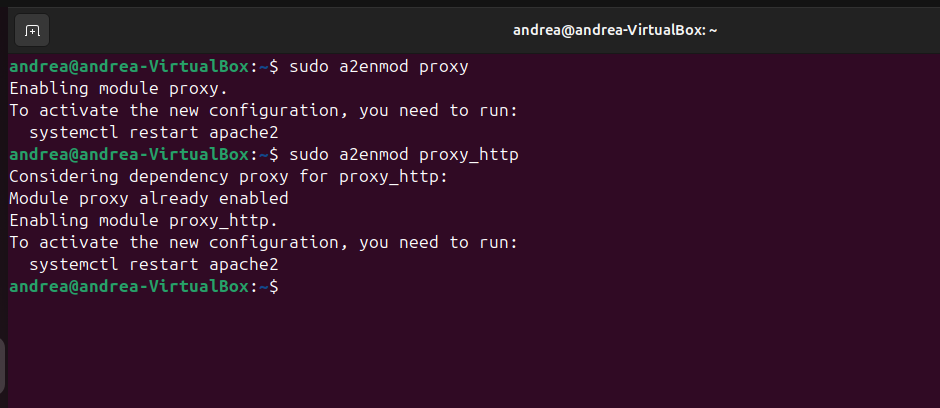 andrea@andrea-VirtualBox: ~
andrea@andrea-VirtualBox:~$ sudo a2enmod proxy
Enabling module proxy.
To activate the new configuration, you need to run:
  systemctl restart apache2
andrea@andrea-VirtualBox:~$ sudo a2enmod proxy_http
Considering dependency proxy for proxy_http:
Module proxy already enabled
Enabling module proxy_http.
To activate the new configuration, you need to run:
  systemctl restart apache2
andrea@andrea-VirtualBox:~$